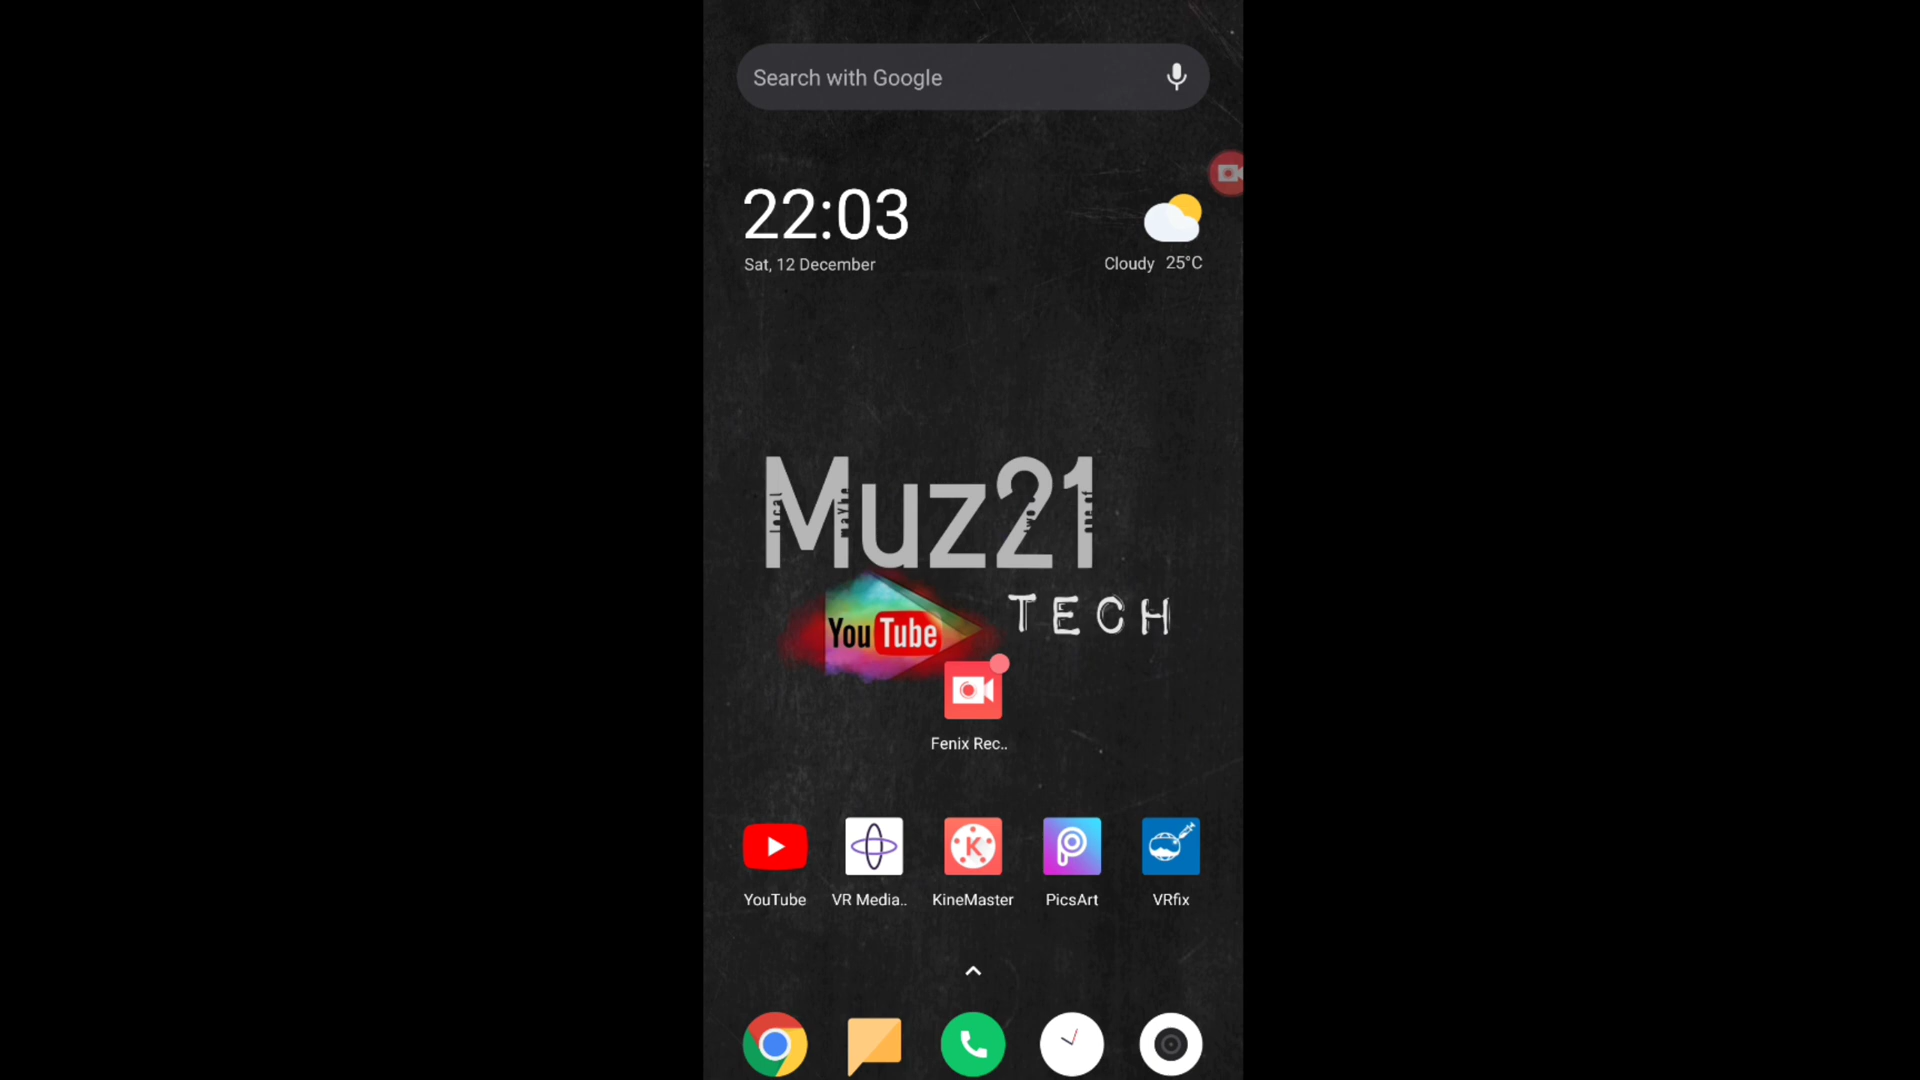 Search with Google
22:03
Sat, 12 December
Cloudy 25°C
Muz21
TECH
YouTube
Fenix Rec..
YouTube
VR Media..
KineMaster
PicsArt
VRfix